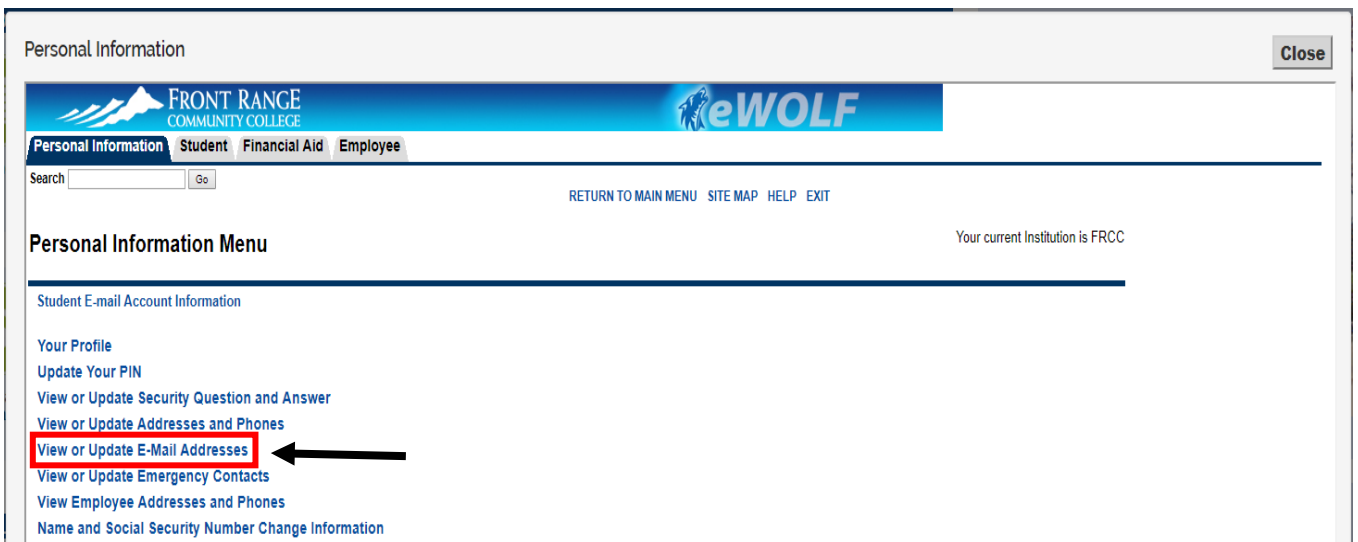 Personal Information
Close
FRONT RANGE
COMMUNITY COLLEGE
eWOLF
Personal Information Student Financial Aid Employee
Search Go
RETURN TO MAIN MENU SITE MAP HELP EXIT
Personal Information Menu
Your current Institution is FRCC
Student E-mail Account Information
Your Profile
Update Your PIN
View or Update Security Question and Answer
View or Update Addresses and Phones
View or Update E-Mail Addresses
View or Update Emergency Contacts
View Employee Addresses and Phones
Name and Social Security Number Change Information